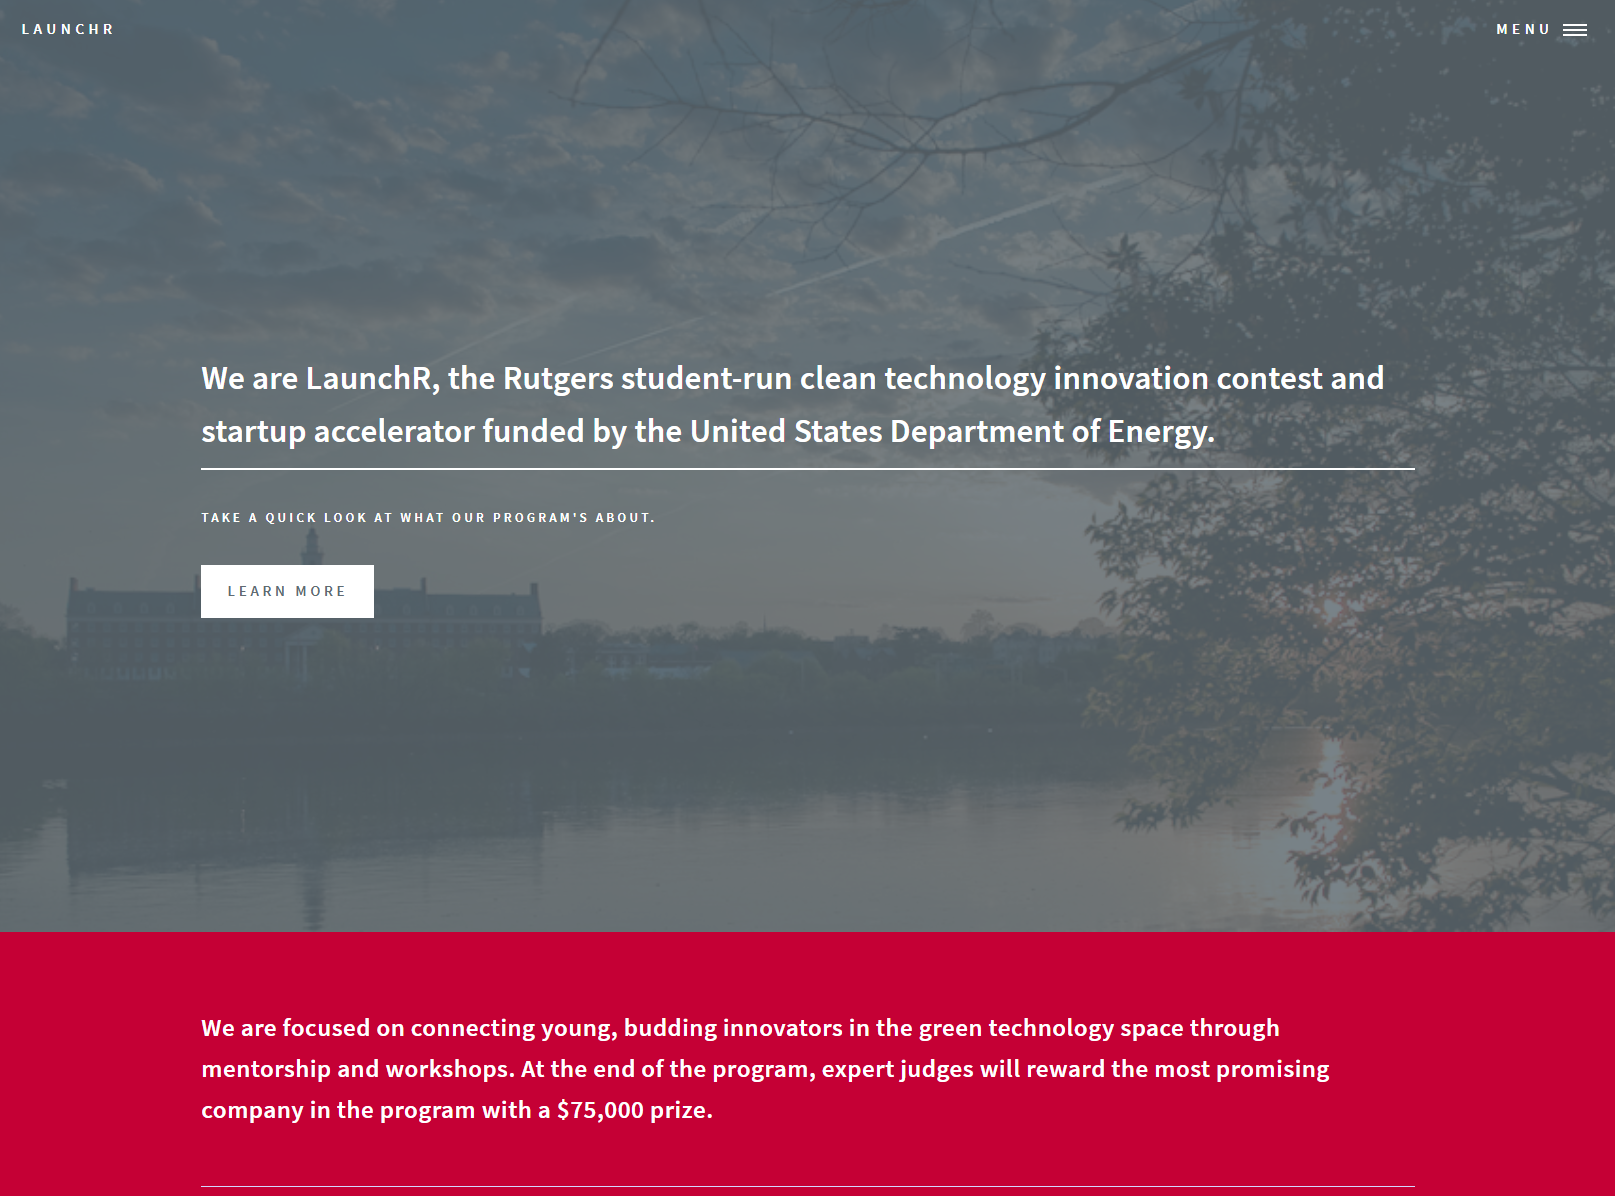 LAUNCHR
MENU
We are LaunchR, the Rutgers student-run clean technology innovation contest and
startup accelerator funded by the United States Department of Energy.
TAKE A QUICK LOOK AT WHAT OUR PROGRAM'S ABOUT.
LEARN MORE
We are focused on connecting young, budding innovators in the green technology space through
mentorship and workshops. At the end of the program, expert judges will reward the most promising
company in the program with a $75,000 prize.